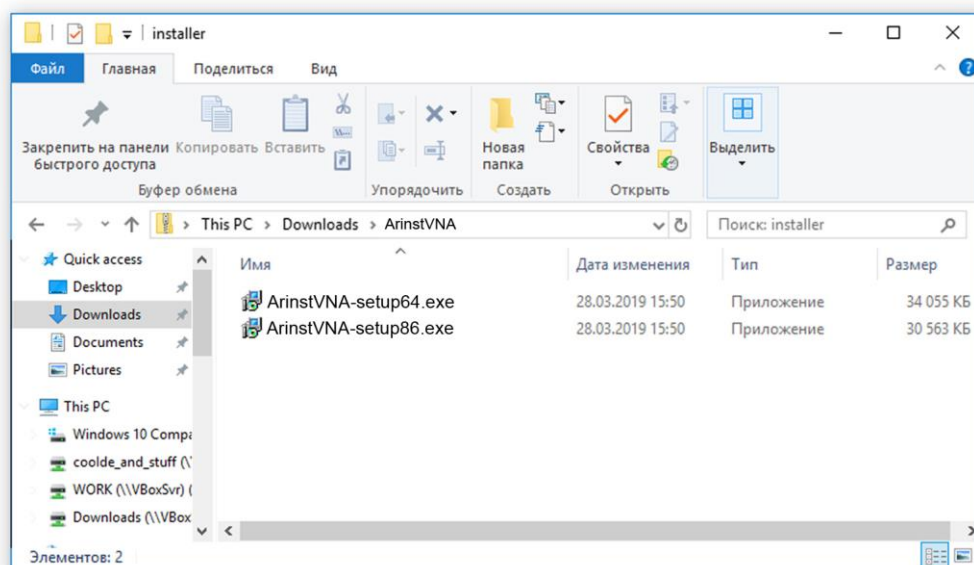 installer
Файл Главная Поделиться Вид
Закрепить на панели быстрого доступа
Копировать
Вставить
Буфер обмена
Упорядочить
Новая папка
Создать
Свойства
Открыть
Выделить
This PC > Downloads > ArinstVNA
Поиск: installer
Quick access
Desktop
Downloads
Documents
Pictures
This PC
Windows 10 Compa
coolde_and_stuff (\\
WORK (\\VBoxSvr) (
Downloads (\\VBox
Имя Дата изменения Тип Размер
ArinstVNA-setup64.exe 28.03.2019 15:50 Приложение 34 055 КБ
ArinstVNA-setup86.exe 28.03.2019 15:50 Приложение 30 563 КБ
Элементов: 2